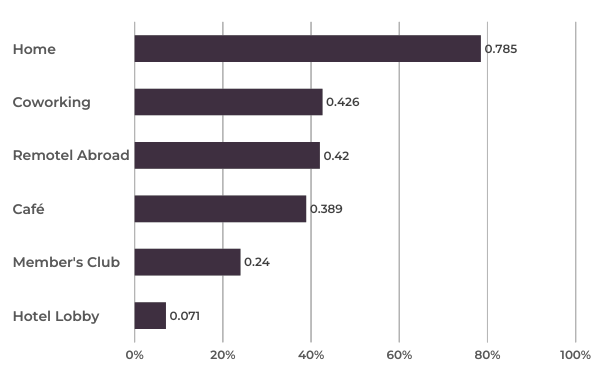 Home
0.785
Coworking
0.426
Remotel Abroad
0.42
Café
0.389
Member's Club
0.24
Hotel Lobby
0.071
0% 20% 40% 60% 80% 100%